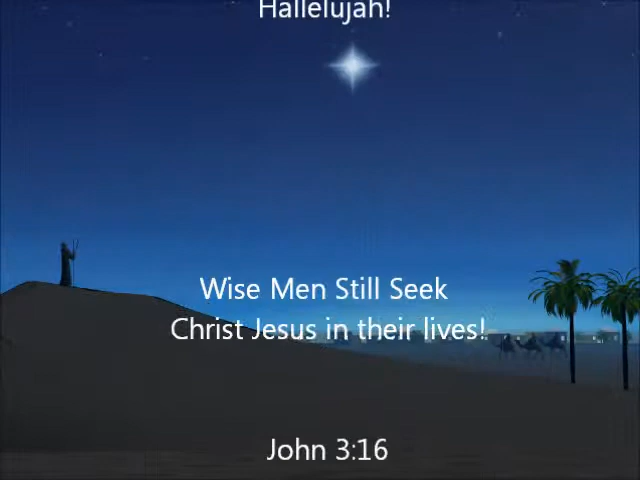 Hallelujah!
Wise Men Still Seek
Christ Jesus in their lives!
John 3:16